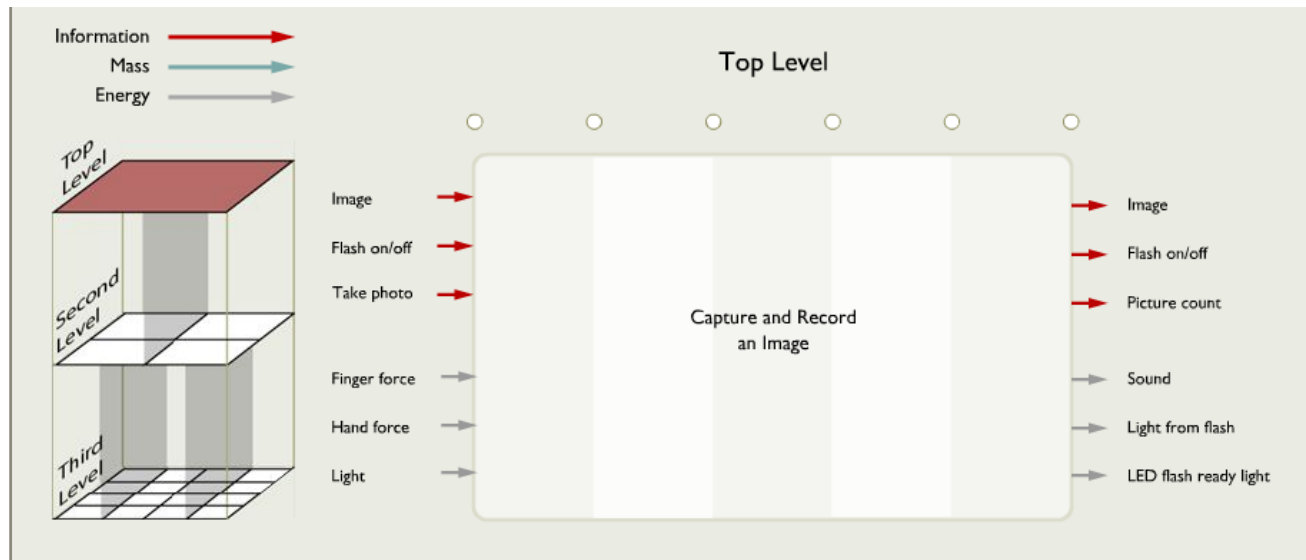 Information
Mass
Energy
Top Level
Top
Level
Second
Level
Third
Level
Image
Flash on/off
Take photo
Finger force
Hand force
Light
Capture and Record
an Image
Image
Flash on/off
Picture count
Sound
Light from flash
LED flash ready light